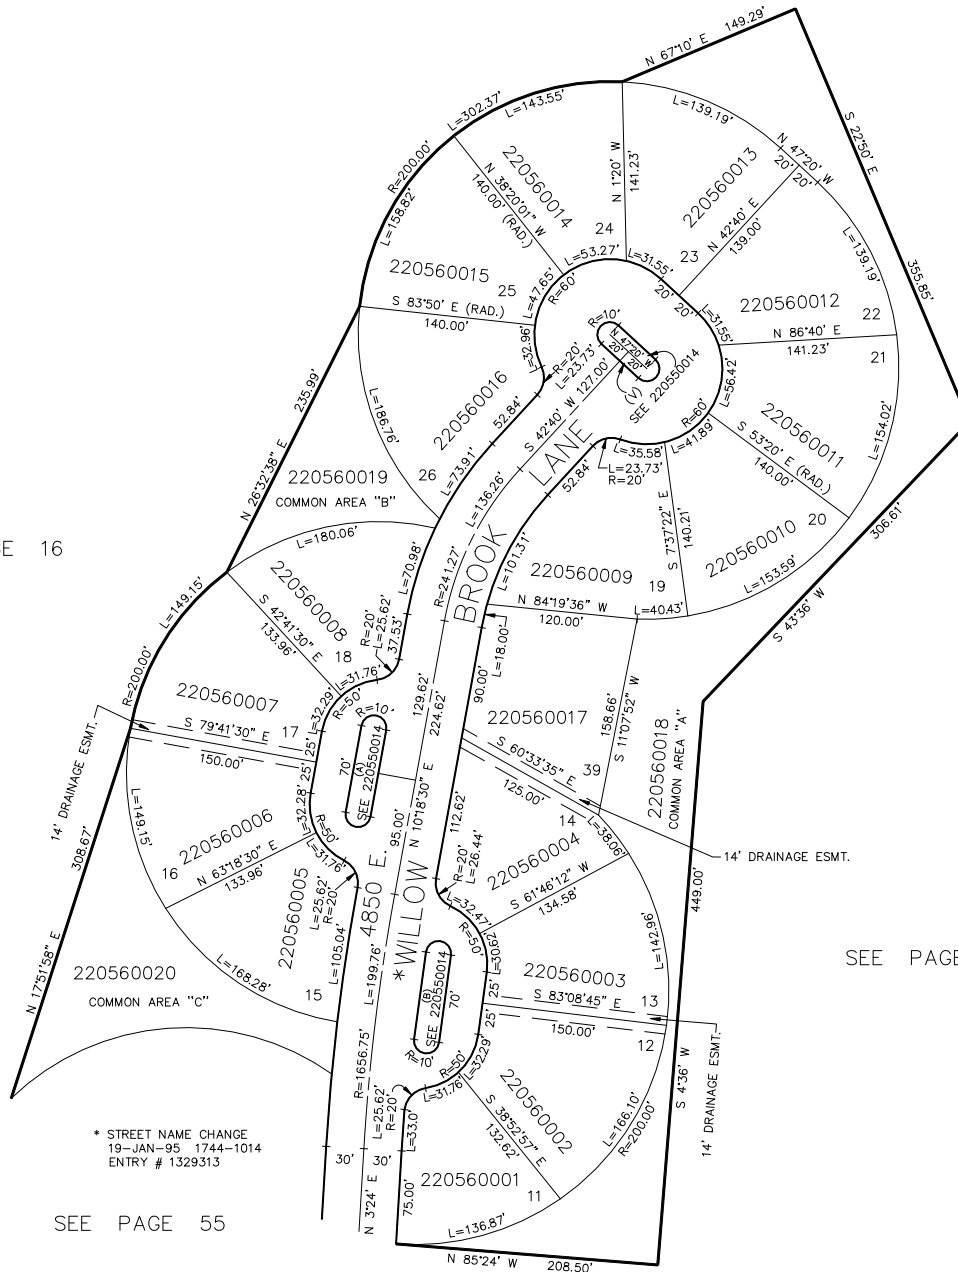 N 67°10' E 149.29'
L=302.37'
L=143.55'
L=139.19'
S 22°50' E
355.85'
N 47°20' W
20' 20'
R=200.00'
L=158.82'
220560014
N 38°20'01" W
140.00' (RAD.)
N 1°20' W
141.23'
24
220560013
23
N 42°40' E
139.00'
L=139.19'
L=53.27'
L=31.55'
R=60'
L=47.65'
220560015
25
S 83°50' E (RAD.)
140.00'
20' 20'
L=31.55'
220560012
22
N 86°40' E
141.23'
21
R=10'
N 47°20' W
20' 20'
(V)
SEE 220550014
L=32.96'
R=20'
L=23.73'
L=56.42'
R=60'
L=41.89'
L=35.58'
L=23.73'
R=20'
220560011
S 53°20' E (RAD.)
140.00'
20
L=154.02'
235.99'
N 26°32'38" E
L=186.76'
220560016
26
52.84'
L=73.91'
S 42°40' W 127.00'
L=136.26'
LANE
52.84'
220560019
COMMON AREA "B"
S 7°37'22" E
140.21'
220560010
L=153.59'
306.61'
S 43°36' W
E 16
L=180.06'
L=70.98'
R=241.27'
BROOK
L=101.31'
220560009
19
N 84°19'36" W
120.00'
L=40.43'
L=149.15'
R=200.00'
220560008
S 42°41'30" E
133.96'
18
R=20'
L=25.62'
37.53'
L=31.76'
L=32.29'
R=50'
L=18.00'
90.00'
129.62'
224.62'
158.66'
S 11°07'52" W
220560007
17
S 79°41'30" E
150.00'
25'
25'
R=10'
70'
(A)
SEE 220550014
220560017
39
S 60°33'35" E
125.00'
220560018
COMMON AREA "A"
14' DRAINAGE ESMT.
L=149.15'
308.67'
L=32.28'
R=50'
L=31.76'
220560006
16
N 63°18'30" E
133.96'
95.00'
N 10°18'30" E
112.62'
14
L=38.06'
14' DRAINAGE ESMT.
220560004
S 61°46'12" W
134.58'
R=20'
L=26.44'
449.00'
L=25.62'
R=20'
220560005
15
L=168.28'
L=105.04'
4850 E.
*WILLOW
L=199.76'
L=32.47'
R=50'
L=30.62'
L=142.96'
N 17°51'58" E
220560020
COMMON AREA "C"
220560003
13
S 83°08'45" E
150.00'
12
25'
25'
70'
(B)
SEE 220550014
R=10'
SEE PAGE
R=1656.75'
L=25.62'
R=20'
L=31.76'
R=50'
L=32.29'
L=33.0'
S 38°52'57" E
132.62'
220560002
L=166.10'
R=200.00'
S 4°36' W
14' DRAINAGE ESMT.
* STREET NAME CHANGE
19-JAN-95 1744-1014
ENTRY # 1329313
30' 30'
N 3°24' E
75.00'
220560001
11
L=136.87'
SEE PAGE 55
N 85°24' W 208.50'